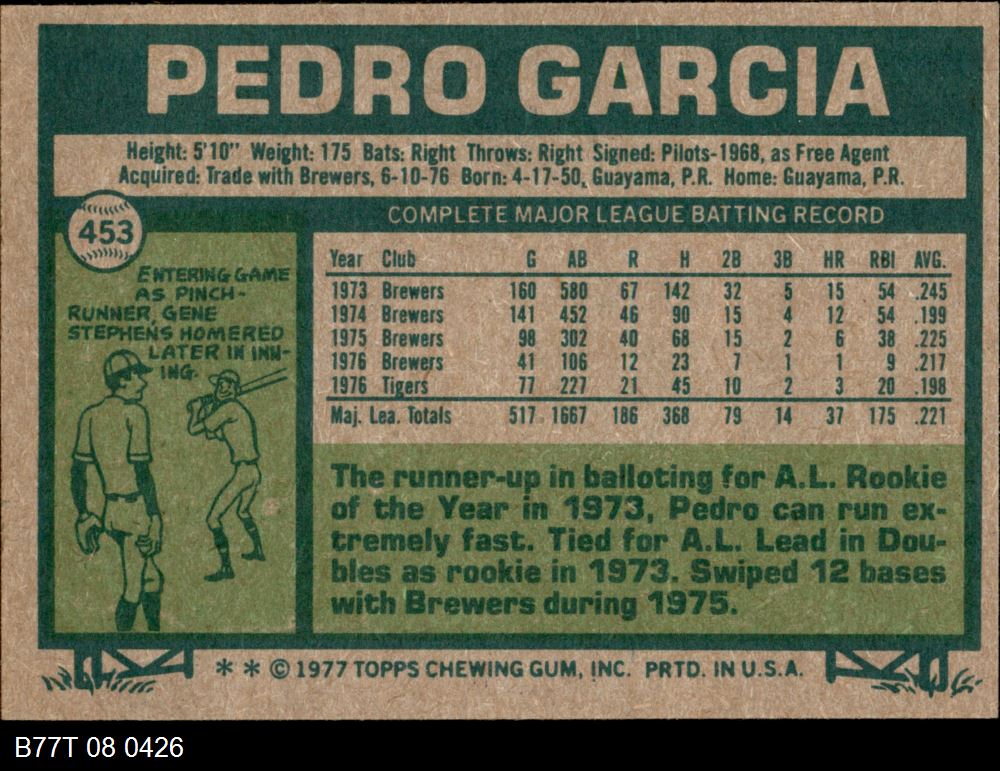 PEDRO GARCIA
Height: 5'10" Weight: 175 Bats: Right Throws: Right Signed: Pilots-1968, as Free Agent
Acquired: Trade with Brewers, 6-10-76 Born: 4-17-50, Guayama, P.R. Home: Guayama, P.R.
453
ENTERING GAME
AS PINCH-
RUNNER, GENE
STEPHENS HOMERED
LATER IN INN-
ING.
COMPLETE MAJOR LEAGUE BATTING RECORD
Year Club G AB R H 2B 3B HR RBI AVG.
1973 Brewers 160 580 67 142 32 5 15 54 .245
1974 Brewers 141 452 46 90 15 4 12 54 .199
1975 Brewers 98 302 40 68 15 2 6 38 .225
1976 Brewers 41 106 12 23 7 1 1 9 .217
1976 Tigers 77 227 21 45 10 2 3 20 .198
Maj. Lea. Totals 517 1667 186 368 79 14 37 175 .221
The runner-up in balloting for A.L. Rookie
of the Year in 1973, Pedro can run ex-
tremely fast. Tied for A.L. Lead in Dou-
bles as rookie in 1973. Swiped 12 bases
with Brewers during 1975.
* * © 1977 TOPPS CHEWING GUM, INC. PRTD. IN U.S.A.
B77T 08 0426